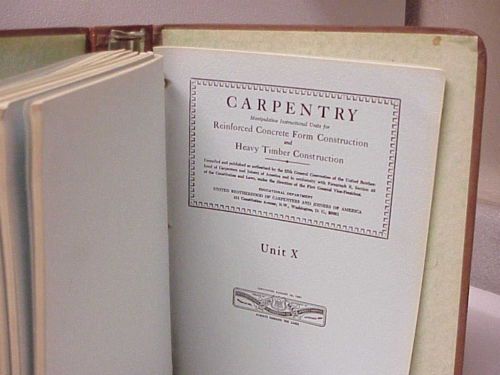 CARPENTRY
Manipulative Instructional Units for
Reinforced Concrete Form Construction
and
Heavy Timber Construction
Compiled and published as authorized by the 25th General Convention of the United Brother-
hood of Carpenters and Joiners of America and in conformity with Paragraph E, Section 62
of the Constitution and Laws, under the direction of the First General Vice-President.
EDUCATIONAL DEPARTMENT
UNITED BROTHERHOOD OF CARPENTERS AND JOINERS OF AMERICA
101 Constitution Avenue, N.W., Washington, D. C., 20001
Unit X